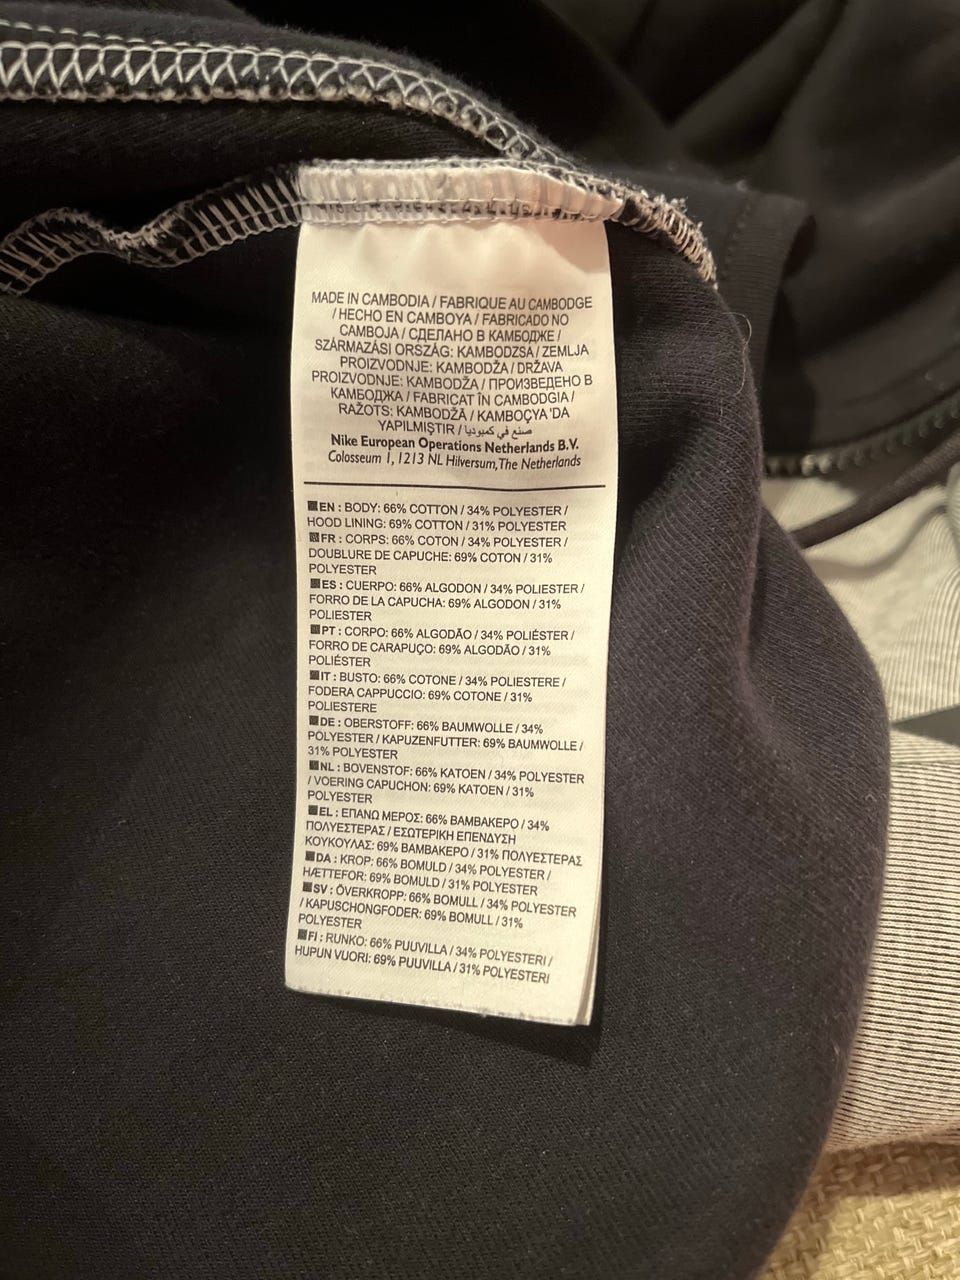 MADE IN CAMBODIA / FABRIQUE AU CAMBODGE
/ HECHO EN CAMBOYA / FABRICADO NO
CAMBOJA / СДЕЛАНО В КАМБОДЖЕ /
SZÁRMAZÁSI ORSZÁG: KAMBODZSA / ZEMLJA
PROIZVODNJE: KAMBODŽA / DRŽAVA
PROIZVODNJE: KAMBODŽA / ПРОИЗВЕДЕНО В
КАМБОДЖА / FABRICAT ÎN CAMBODGIA /
RAŽOTS: KAMBODŽĀ / KAMBOÇYA 'DA
YAPILMIŞTIR / صنع في كمبوديا
Nike European Operations Netherlands B.V.
Colosseum 1, 1213 NL Hilversum, The Netherlands
EN : BODY: 66% COTTON / 34% POLYESTER /
HOOD LINING: 69% COTTON / 31% POLYESTER
FR : CORPS: 66% COTON / 34% POLYESTER /
DOUBLURE DE CAPUCHE: 69% COTON / 31%
POLYESTER
ES : CUERPO: 66% ALGODON / 34% POLIESTER /
FORRO DE LA CAPUCHA: 69% ALGODON / 31%
POLIESTER
PT : CORPO: 66% ALGODÃO / 34% POLIÉSTER /
FORRO DE CARAPUÇO: 69% ALGODÃO / 31%
POLIÉSTER
IT : BUSTO: 66% COTONE / 34% POLIESTERE /
FODERA CAPPUCCIO: 69% COTONE / 31%
POLIESTERE
DE : OBERSTOFF: 66% BAUMWOLLE / 34%
POLYESTER / KAPUZENFUTTER: 69% BAUMWOLLE /
31% POLYESTER
NL : BOVENSTOF: 66% KATOEN / 34% POLYESTER
/ VOERING CAPUCHON: 69% KATOEN / 31%
POLYESTER
EL : ΕΠΑΝΩ ΜΕΡΟΣ: 66% ΒΑΜΒΑΚΕΡΟ / 34%
ΠΟΛΥΕΣΤΕΡΑΣ / ΕΣΩΤΕΡΙΚΗ ΕΠΕΝΔΥΣΗ
ΚΟΥΚΟΥΛΑΣ: 69% ΒΑΜΒΑΚΕΡΟ / 31% ΠΟΛΥΕΣΤΕΡΑΣ
DA : KROP: 66% BOMULD / 34% POLYESTER /
HÆTTEFOR: 69% BOMULD / 31% POLYESTER
SV : ÖVERKROPP: 66% BOMULL / 34% POLYESTER
/ KAPUSCHONGFODER: 69% BOMULL / 31%
POLYESTER
FI : RUNKO: 66% PUUVILLA / 34% POLYESTERI /
HUPUN VUORI: 69% PUUVILLA / 31% POLYESTERI